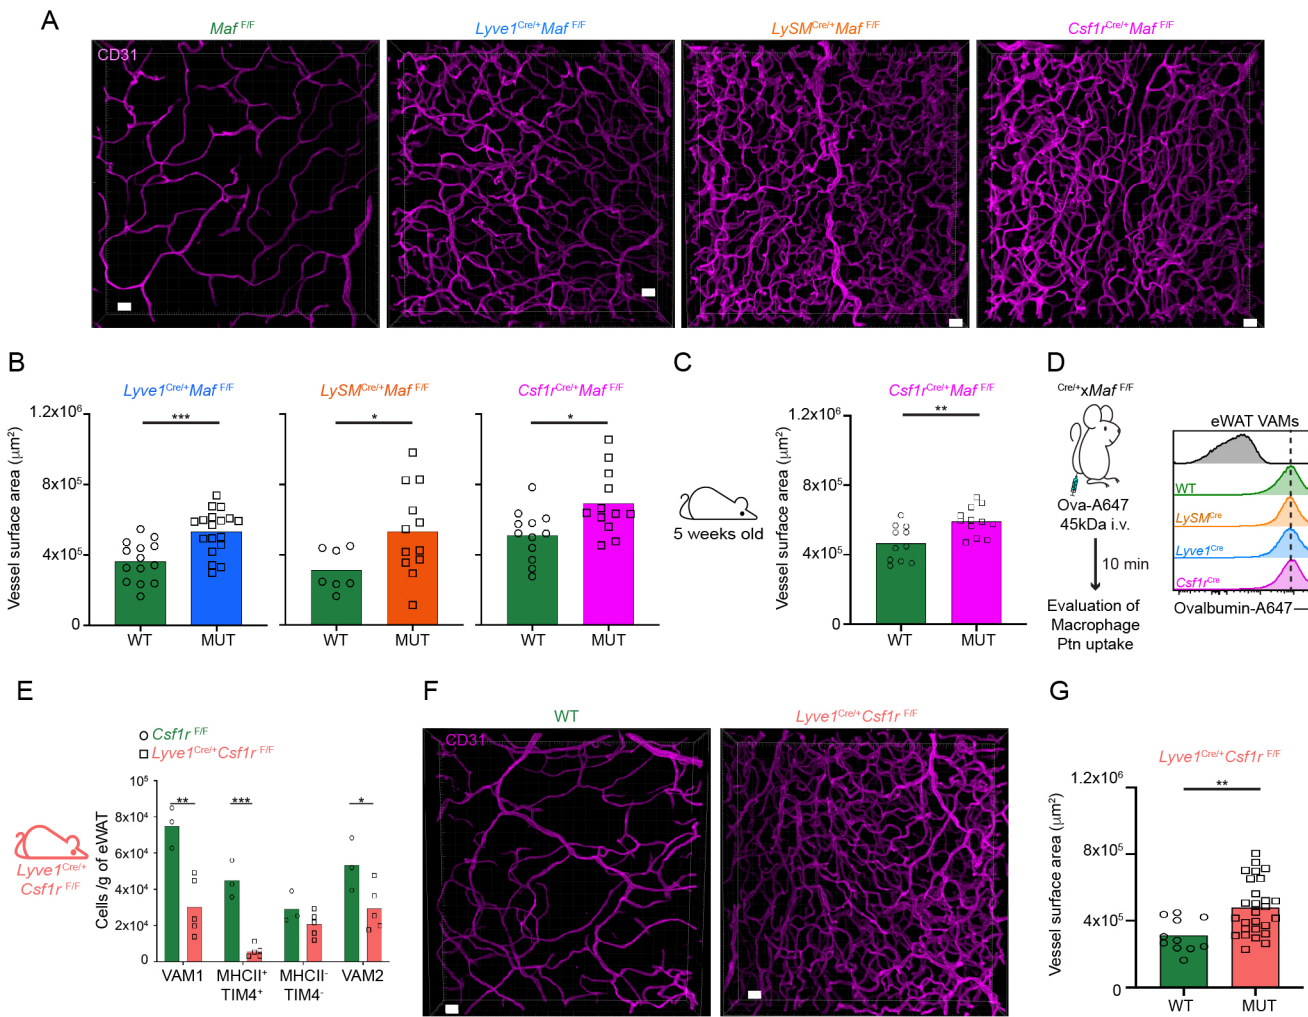 A
Maf F/F
Lyve1Cre/+Maf F/F
LySMCre/+Maf F/F
Csf1rCre/+Maf F/F
CD31
B
Lyve1Cre/+Maf F/F
LySMCre/+Maf F/F
Csf1rCre/+Maf F/F
Vessel surface area (µm2)
1.2x106
8x105
4x105
0
***
*
*
WT
MUT
WT
MUT
WT
MUT
C
5 weeks old
Csf1rCre/+Maf F/F
Vessel surface area (µm2)
1.2x106
8x105
4x105
0
**
WT
MUT
D
Cre/+xMaf F/F
Ova-A647
45kDa i.v.
10 min
Evaluation of
Macrophage
Ptn uptake
eWAT VAMs
WT
LySMCre
Lyve1Cre
Csf1rCre
Ovalbumin-A647
E
Lyve1Cre/+
Csf1r F/F
Csf1r F/F
Lyve1Cre/+Csf1r F/F
Cells /g of eWAT
105
8x104
6x104
4x104
2x104
0
**
***
*
VAM1
MHCII+
TIM4+
MHCII-
TIM4-
VAM2
F
WT
Lyve1Cre/+Csf1r F/F
CD31
G
Lyve1Cre/+Csf1r F/F
Vessel surface area (µm2)
1.2x106
8x105
4x105
0
**
WT
MUT